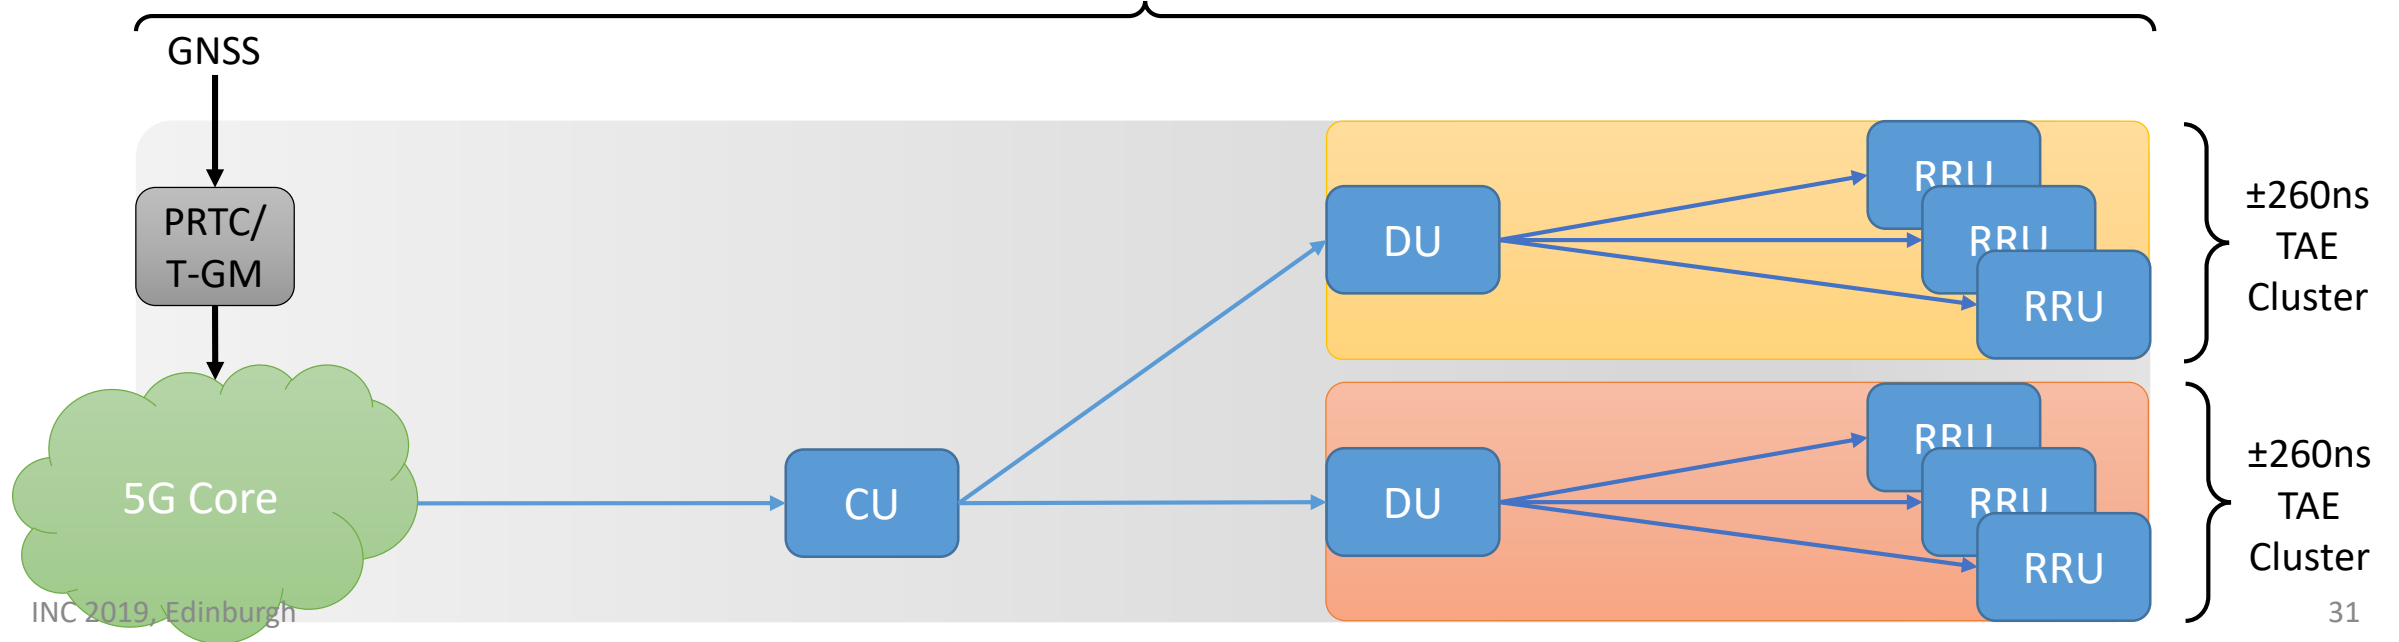 GNSS
PRTC/
T-GM
5G Core
CU
DU
RRU
RRU
RRU
±260ns
TAE
Cluster
DU
RRU
RRU
RRU
±260ns
TAE
Cluster
INC 2019, Edinburgh
31